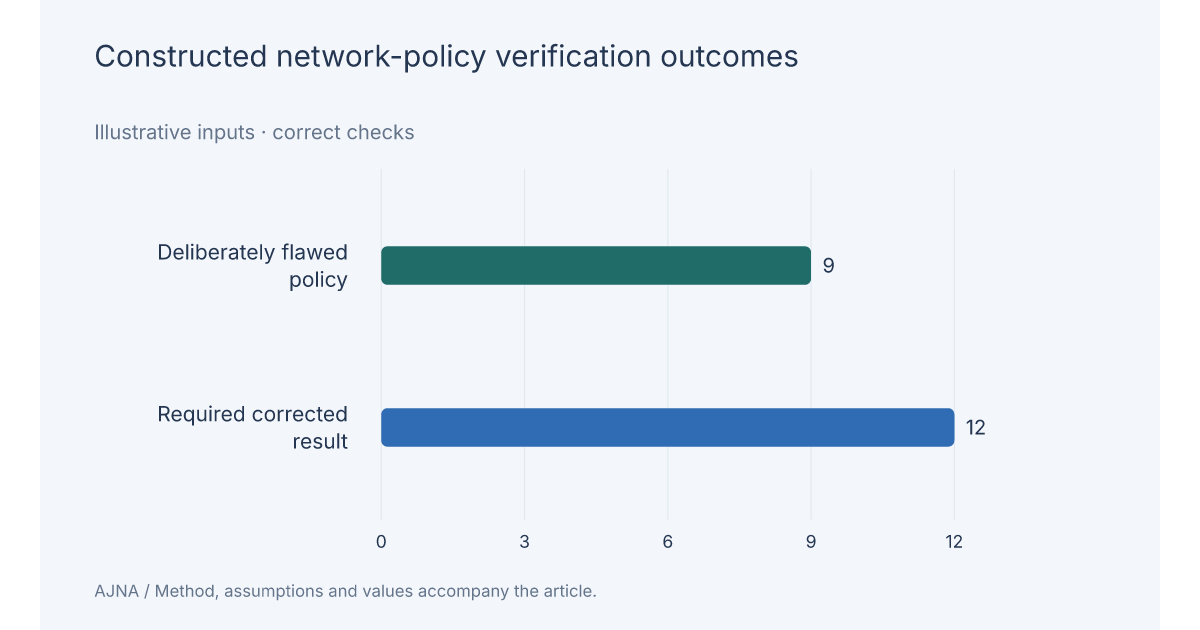 Constructed network-policy verification outcomes
Illustrative inputs · correct checks
Deliberately flawed
policy
9
Required corrected
result
12
0 3 6 9 12
AJNA / Method, assumptions and values accompany the article.